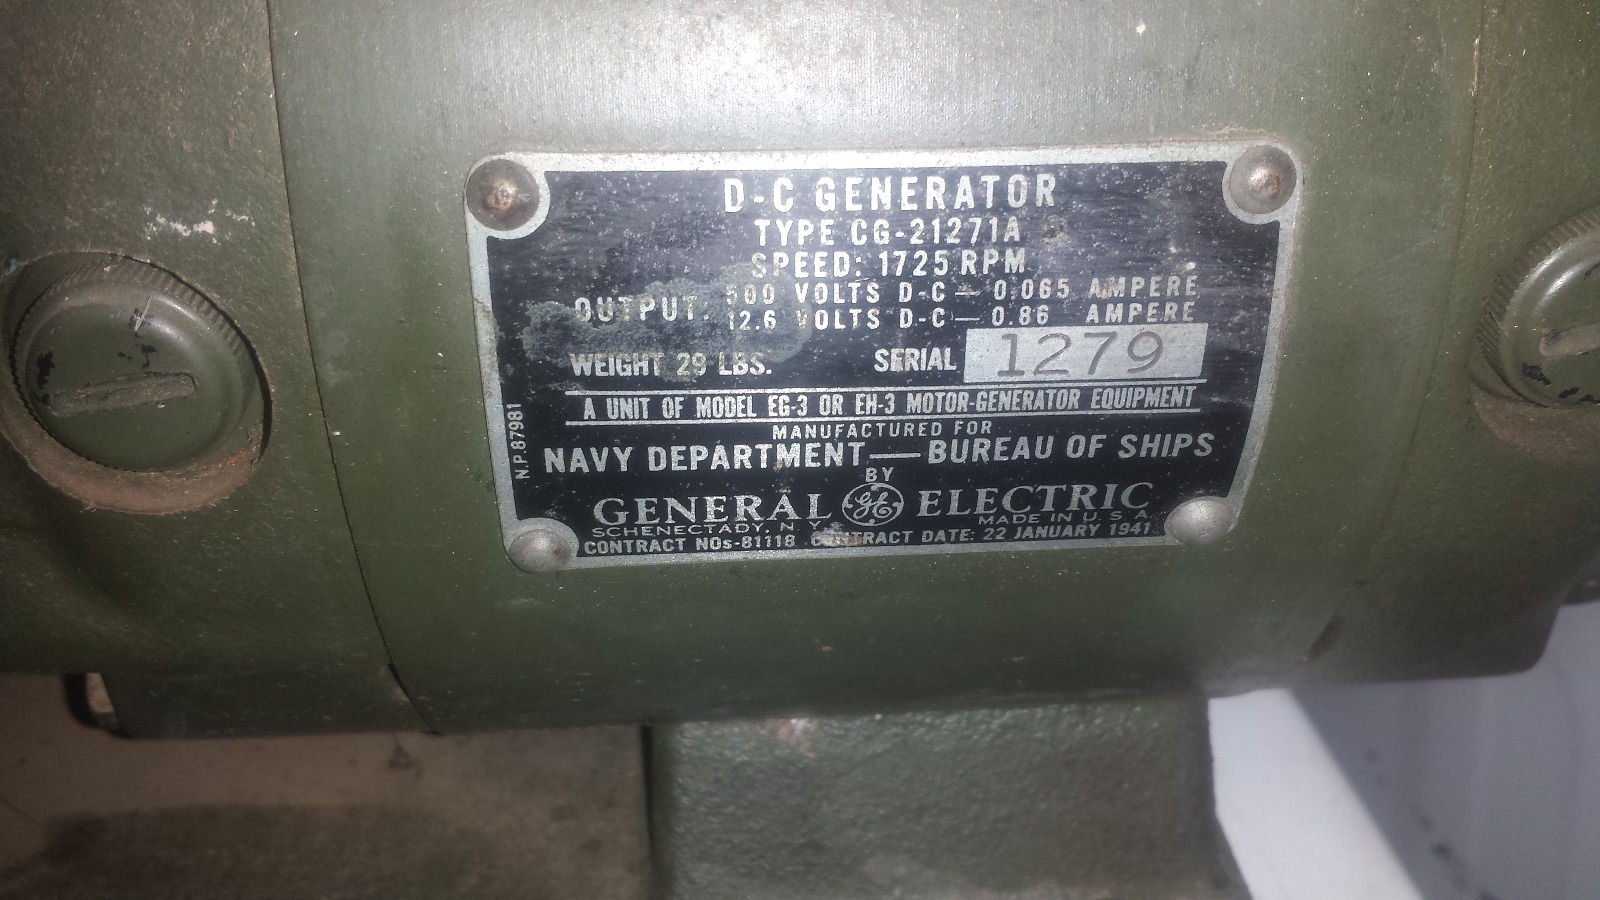 D-C GENERATOR
TYPE CG-21271A
SPEED: 1725 RPM
OUTPUT: 500 VOLTS D-C — 0.065 AMPERE
12.6 VOLTS D-C — 0.86 AMPERE
WEIGHT 29 LBS. SERIAL 1279
A UNIT OF MODEL EG-3 OR EH-3 MOTOR-GENERATOR EQUIPMENT
MANUFACTURED FOR
NAVY DEPARTMENT — BUREAU OF SHIPS
BY
GENERAL GE ELECTRIC
SCHENECTADY, N.Y. MADE IN U.S.A.
CONTRACT NOs-81118 CONTRACT DATE: 22 JANUARY 1941
N.P.87981